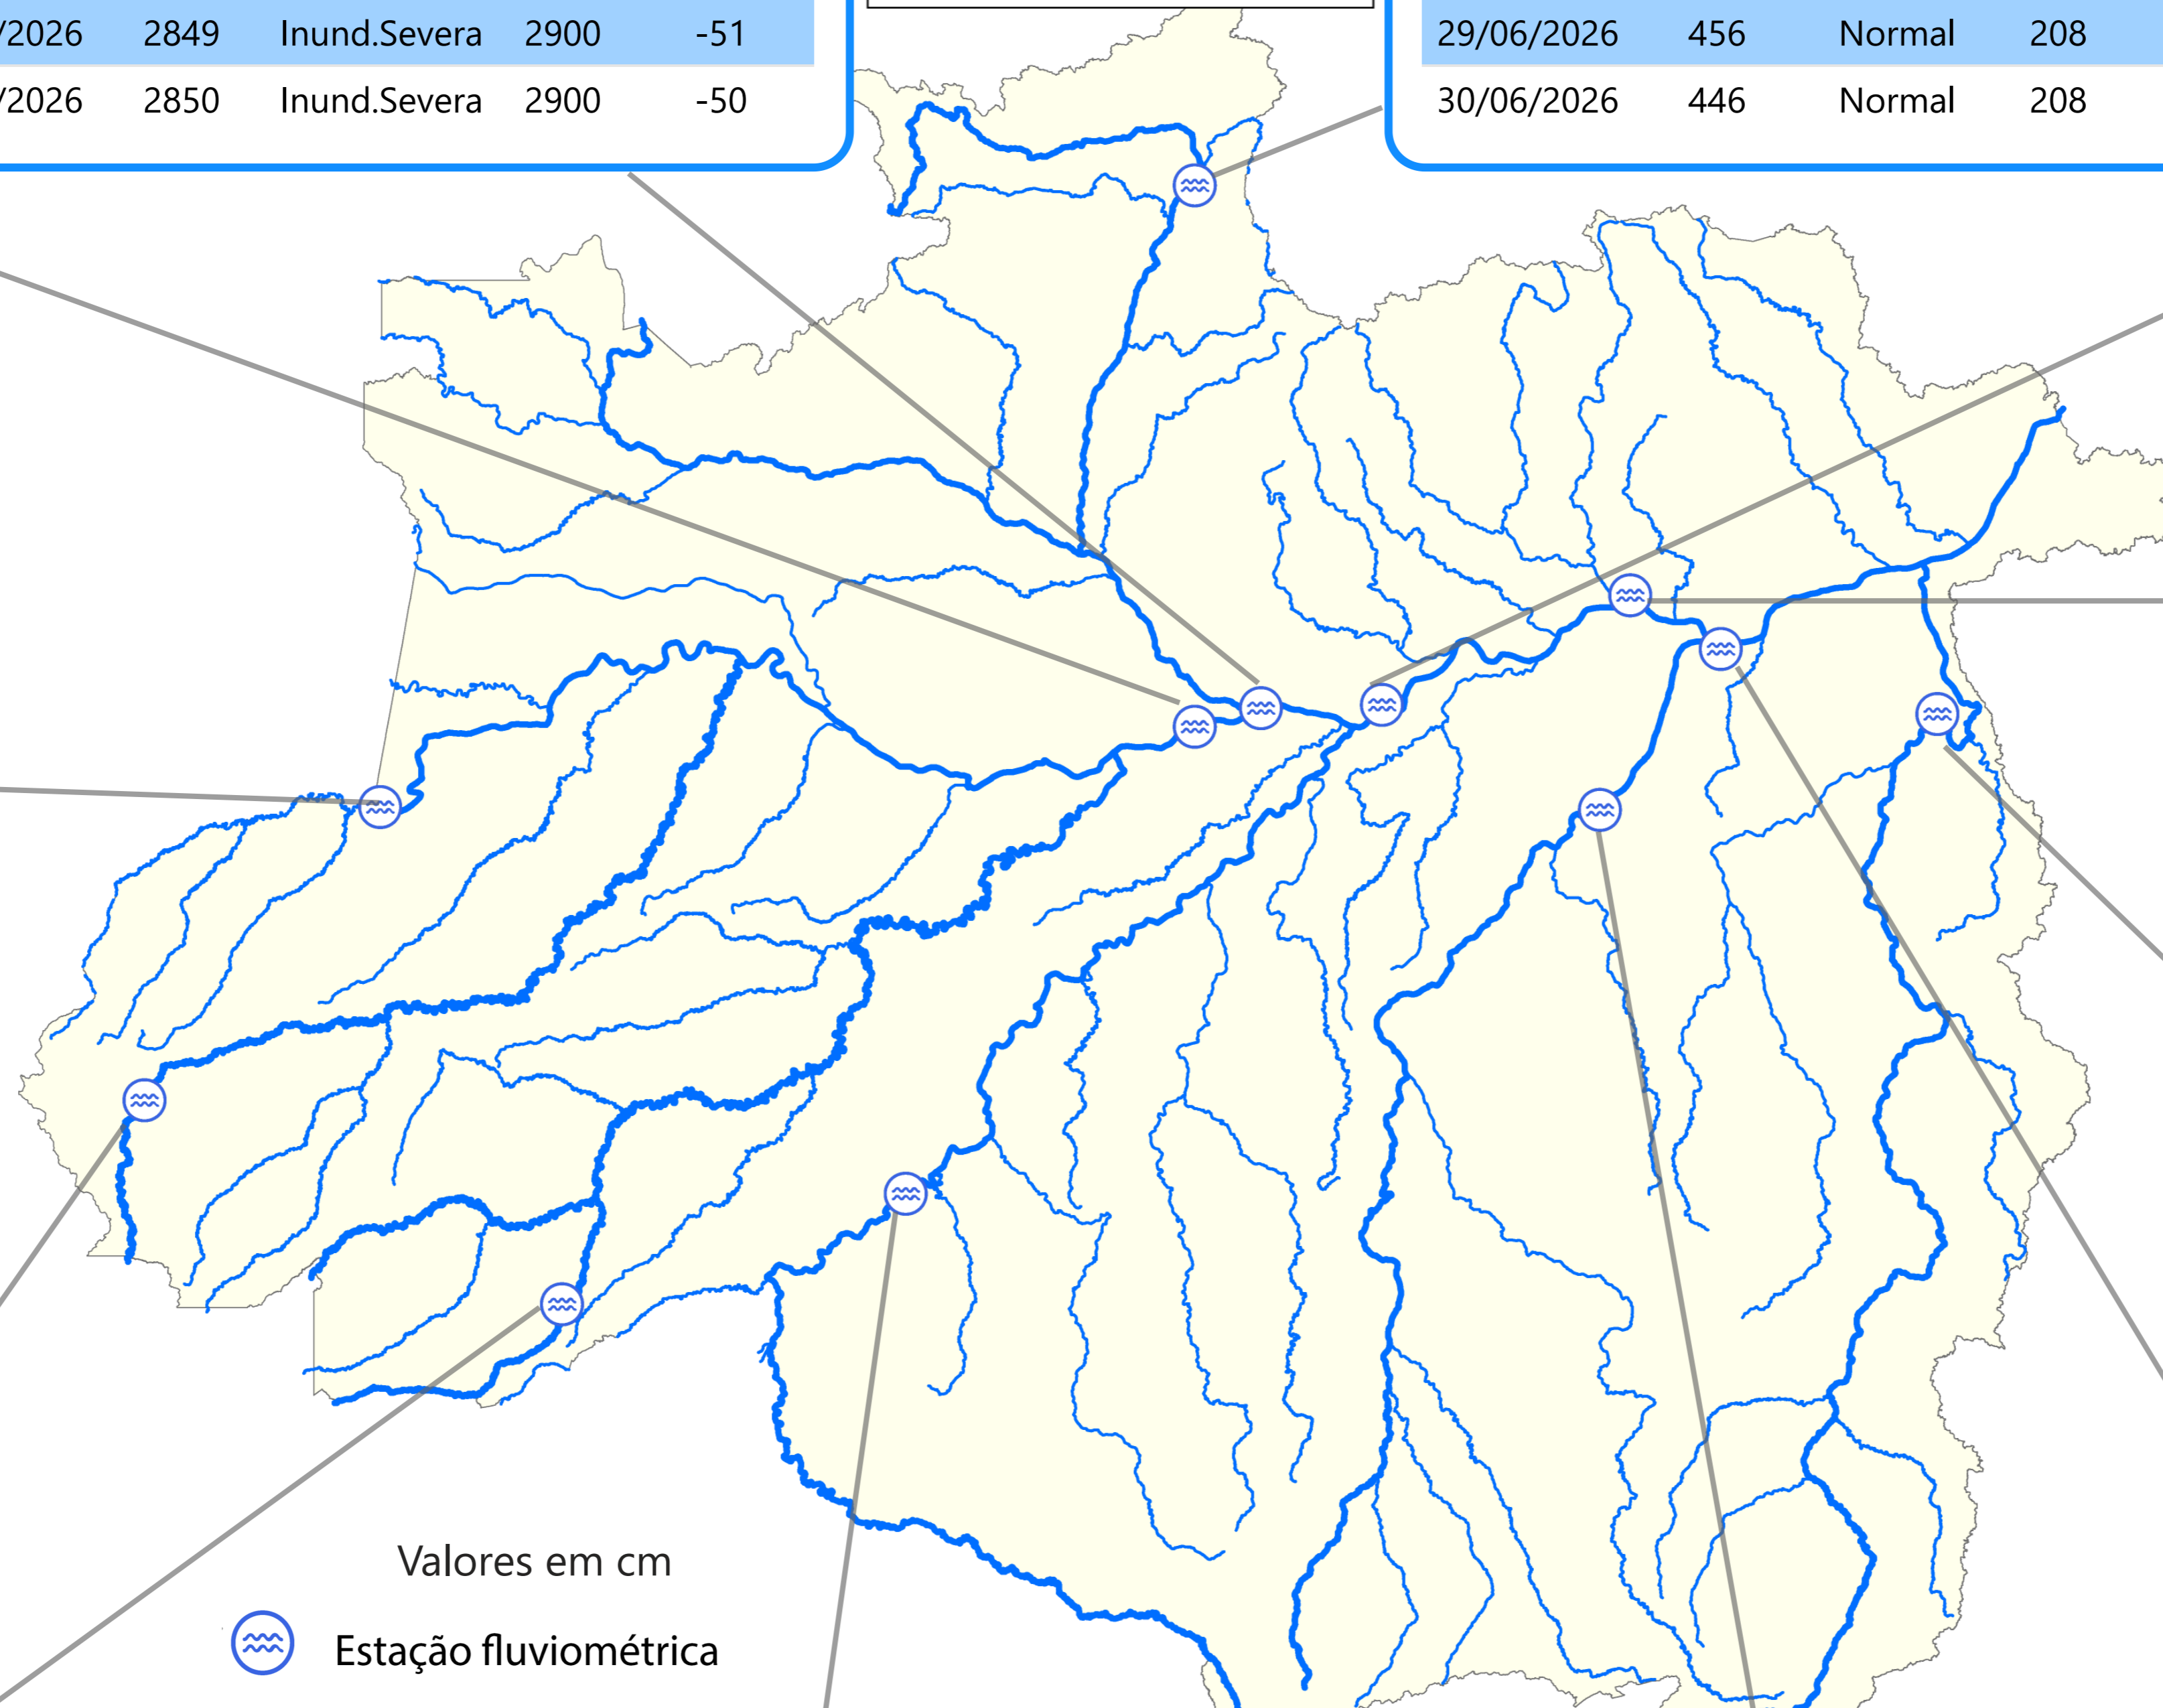 /2026 2849 Inund.Severa 2900 -51
/2026 2850 Inund.Severa 2900 -50
29/06/2026 456 Normal 208
30/06/2026 446 Normal 208
Valores em cm
Estação fluviométrica